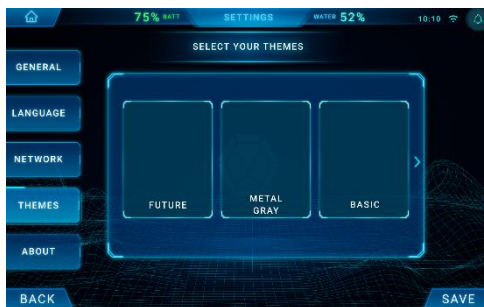 75% BATT SETTINGS WATER 52% 10:10
SELECT YOUR THEMES
GENERAL
LANGUAGE
NETWORK
THEMES
ABOUT
FUTURE
METAL
GRAY
BASIC
BACK
SAVE